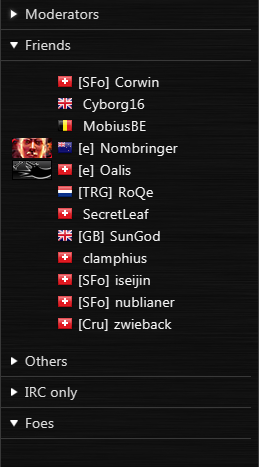 Moderators
Friends
[SFo] Corwin
Cyborg16
MobiusBE
[e] Nombringer
[e] Oalis
[TRG] RoQe
SecretLeaf
[GB] SunGod
clamphius
[SFo] iseijin
[SFo] nublianer
[Cru] zwieback
Others
IRC only
Foes